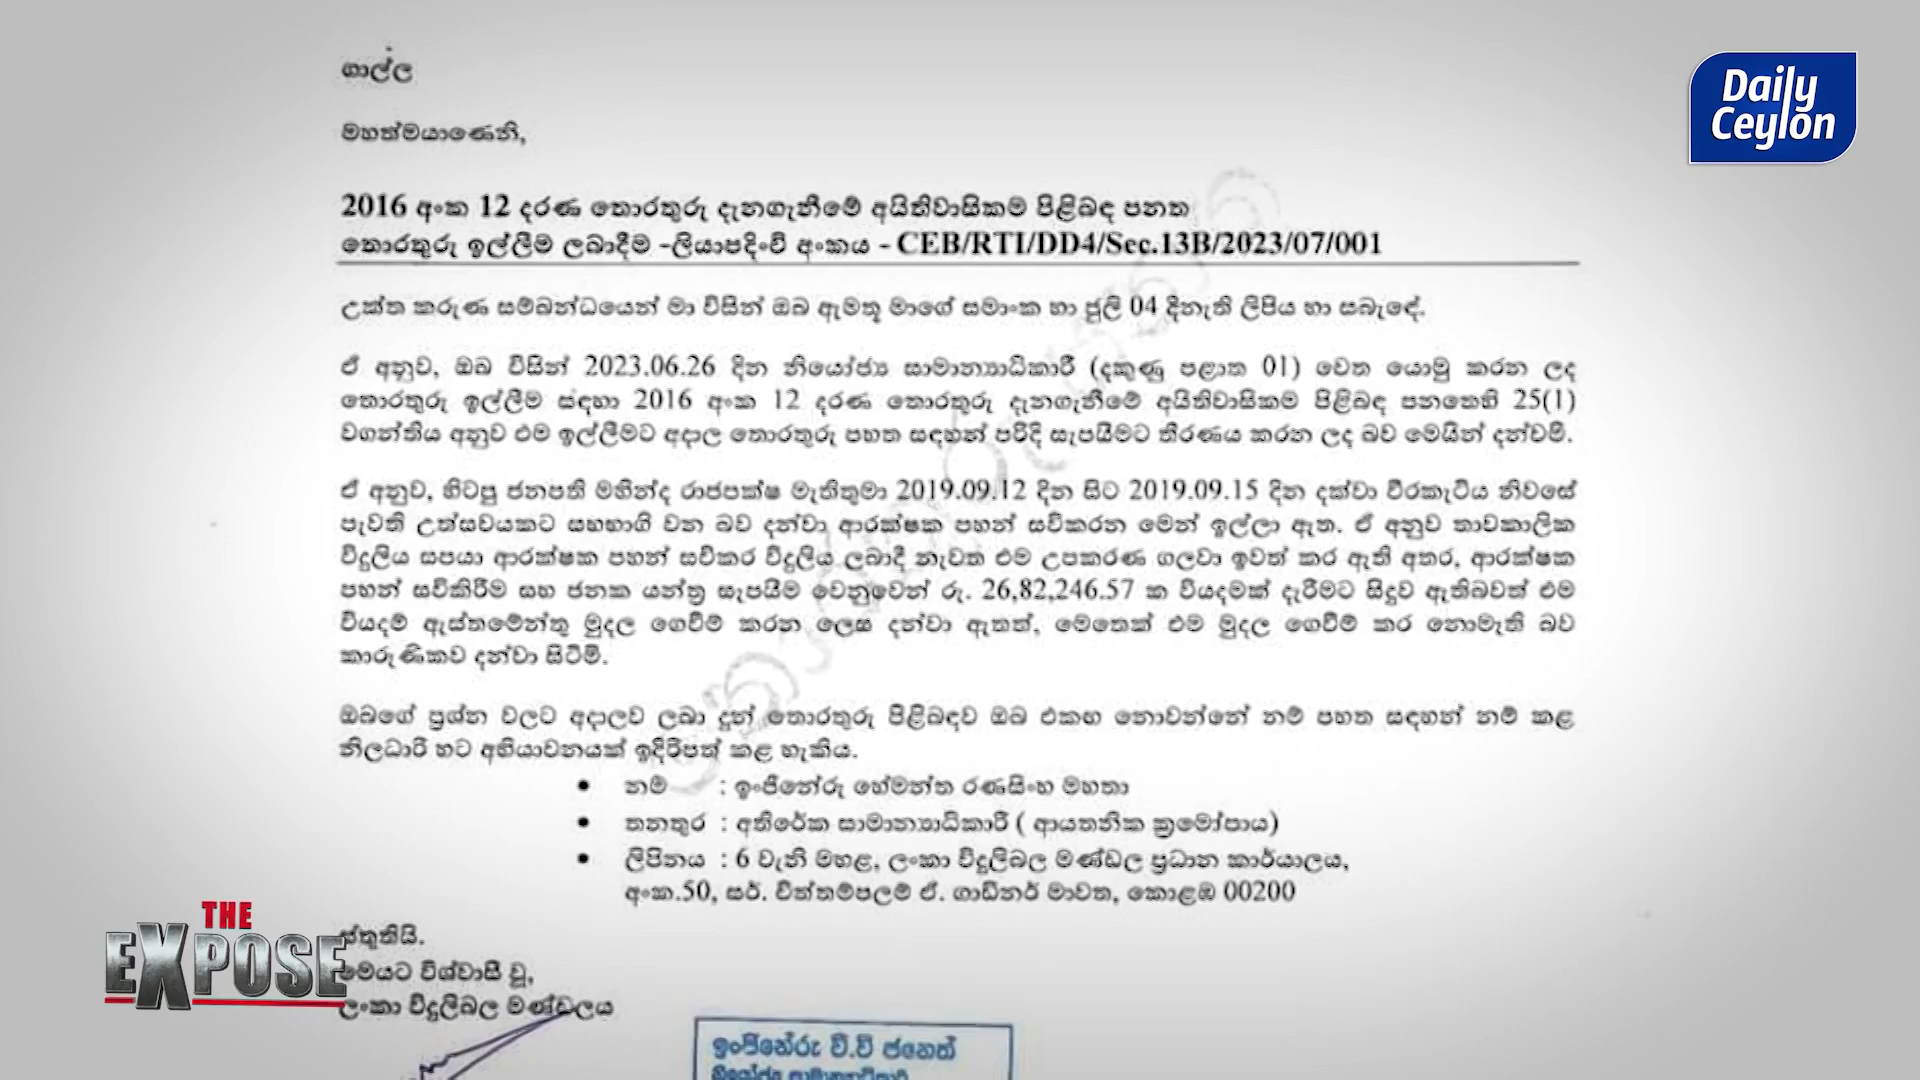 ගාල්ල
Daily
Ceylon
මහත්මයාණෙනි,
2016 අංක 12 දරණ තොරතුරු දැනගැනීමේ අයිතිවාසිකම පිළිබඳ පනත
තොරතුරු ඉල්ලීම ලබාදීම -ලියාපදිංචි අංකය - CEB/RTI/DD4/Sec.13B/2023/07/001
උක්ත කරුණ සම්බන්ධයෙන් මා විසින් ඔබ ඇමතූ මාගේ සමාංක හා ජූලි 04 දිනැති ලිපිය හා සබැඳේ.
ඒ අනුව, ඔබ විසින් 2023.06.26 දින නියෝජ්‍ය සාමාන්‍යාධිකාරී (දකුණු පළාත 01) වෙත යොමු කරන ලද
තොරතුරු ඉල්ලීම සඳහා 2016 අංක 12 දරණ තොරතුරු දැනගැනීමේ අයිතිවාසිකම පිළිබඳ පනතෙහි 25(1)
වගන්තිය අනුව එම ඉල්ලීමට අදාල තොරතුරු පහත සඳහන් පරිදි සැපයීමට තීරණය කරන ලද බව මෙයින් දන්වමි.
ඒ අනුව, හිටපු ජනපති මහින්ද රාජපක්ෂ මැතිතුමා 2019.09.12 දින සිට 2019.09.15 දින දක්වා වීරකැටිය නිවසේ
පැවති උත්සවයකට සහභාගි වන බව දන්වා ආරක්ෂක පහන් සවිකරන මෙන් ඉල්ලා ඇත. ඒ අනුව තාවකාලික
විදුලිය සපයා ආරක්ෂක පහන් සවිකර විදුලිය ලබාදී නැවත එම උපකරණ ගලවා ඉවත් කර ඇති අතර, ආරක්ෂක
පහන් සවිකිරීම සහ ජනක යන්ත්‍ර සැපයීම වෙනුවෙන් රු. 26,82,246.57 ක වියදමක් දැරීමට සිදුව ඇතිබවත් එම
වියදම් ඇස්තමේන්තු මුදල ගෙවීම් කරන ලෙස දන්වා ඇතත්, මෙතෙක් එම මුදල ගෙවීම් කර නොමැති බව
කාරුණිකව දන්වා සිටිමි.
ඔබගේ ප්‍රශ්න වලට අදාලව ලබා දුන් තොරතුරු පිළිබඳව ඔබ එකඟ නොවන්නේ නම් පහත සඳහන් නම් කළ
නිලධාරී හට අභියාචනයක් ඉදිරිපත් කළ හැකිය.
• නම : ඉංජිනේරු හේමන්ත රණසිංහ මහතා
• තනතුර : අතිරේක සාමාන්‍යාධිකාරී ( ආයතනික ක්‍රමෝපාය)
• ලිපිනය : 6 වැනි මහළ, ලංකා විදුලිබල මණ්ඩල ප්‍රධාන කාර්යාලය,
අංක.50, සර්. චිත්තම්පලම් ඒ. ගාඩිනර් මාවත, කොළඹ 00200
ස්තූතියි.
මෙයට විශ්වාසී වූ,
ලංකා විදුලිබල මණ්ඩලය
THE
EXPOSE
ඉංජිනේරු වී.වී ජනෙත්